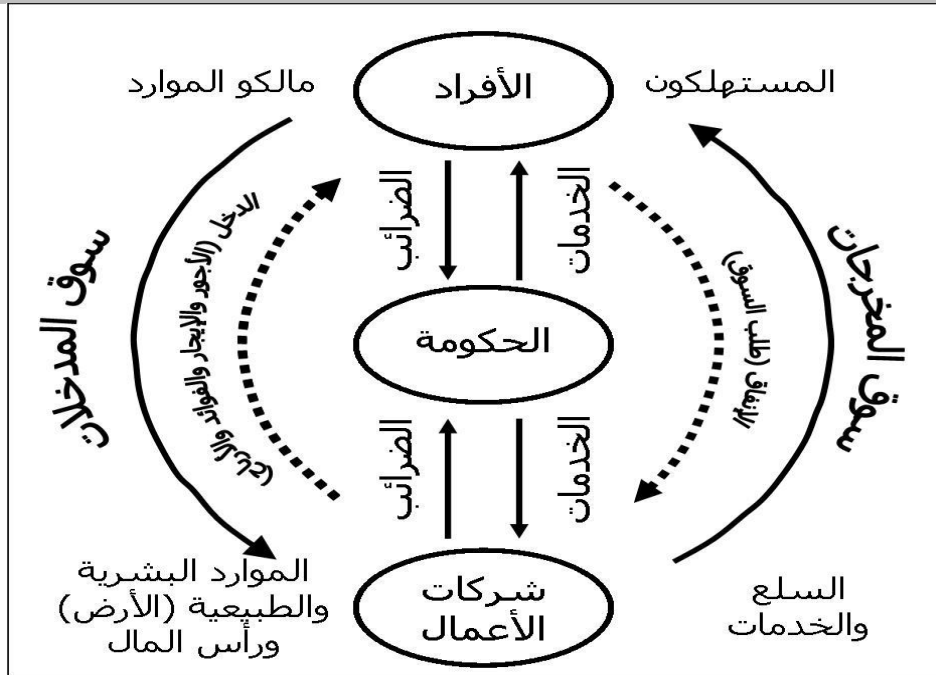 الأفراد
المستهلكون
مالكو الموارد
الضرائب
الخدمات
سوق المخرجات
الإنفاق (طلب السوق)
الدخل (الأجور والإيجار والفوائد والأرباح)
سوق المدخلات
الحكومة
الضرائب
الخدمات
شركات
الأعمال
السلع
والخدمات
الموارد البشرية
والطبيعية (الأرض)
ورأس المال